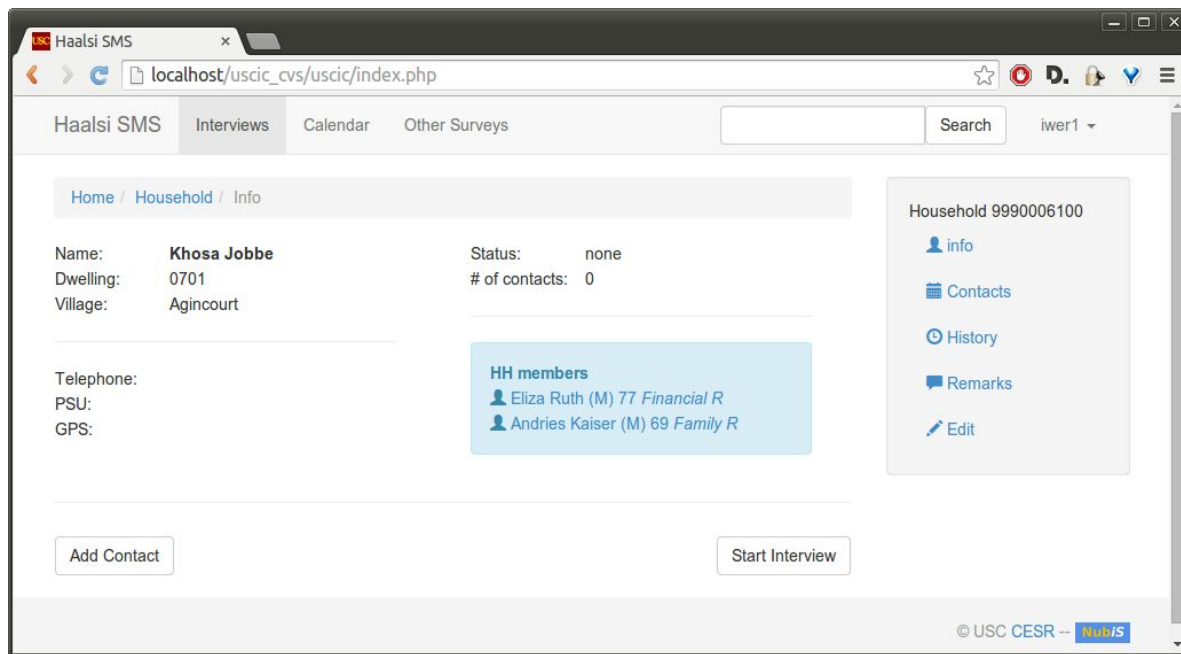 USC Haalsi SMS ×
localhost/uscic_cvs/uscic/index.php D.
Haalsi SMS Interviews Calendar Other Surveys Search iwer1
Home / Household / Info
Name: Khosa Jobbe
Dwelling: 0701
Village: Agincourt
Telephone:
PSU:
GPS:
Status: none
# of contacts: 0
HH members
Eliza Ruth (M) 77 Financial R
Andries Kaiser (M) 69 Family R
Add Contact
Start Interview
Household 9990006100
info
Contacts
History
Remarks
Edit
© USC CESR -- NubiS